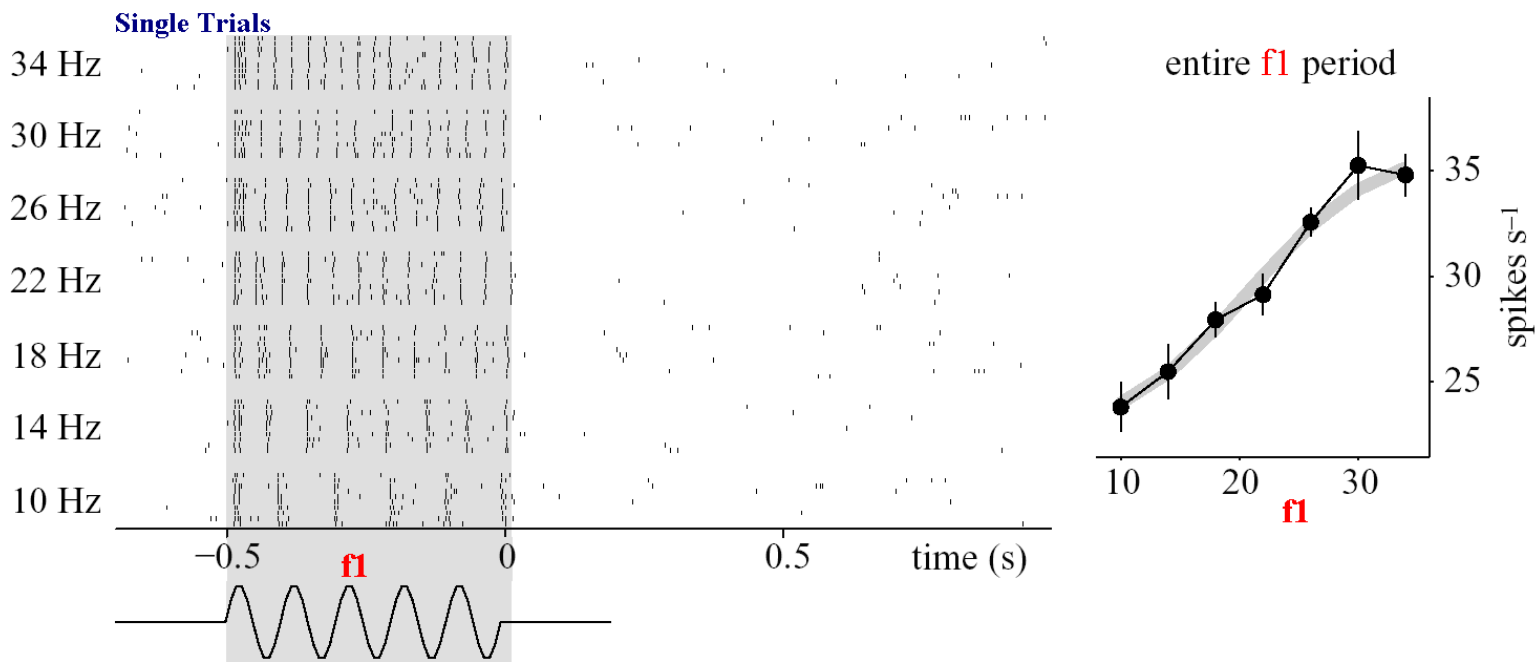 Single Trials
34 Hz
30 Hz
26 Hz
22 Hz
18 Hz
14 Hz
10 Hz
−0.5 0 0.5 time (s)
f1
entire f1 period
35
30
25
spikes s⁻¹
10 20 30
f1